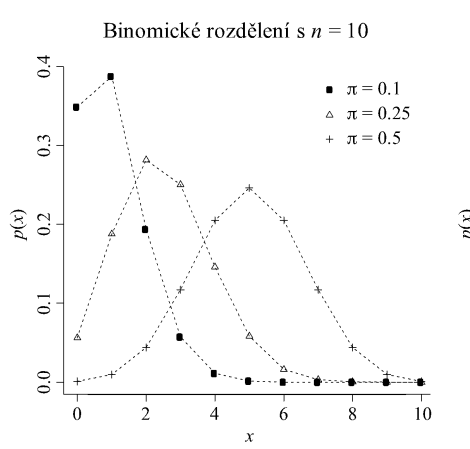 Binomické rozdělení s n = 10
π = 0.1
π = 0.25
π = 0.5
p(x)
0.4
0.3
0.2
0.1
0.0
0 2 4 6 8 10
x
p(x)